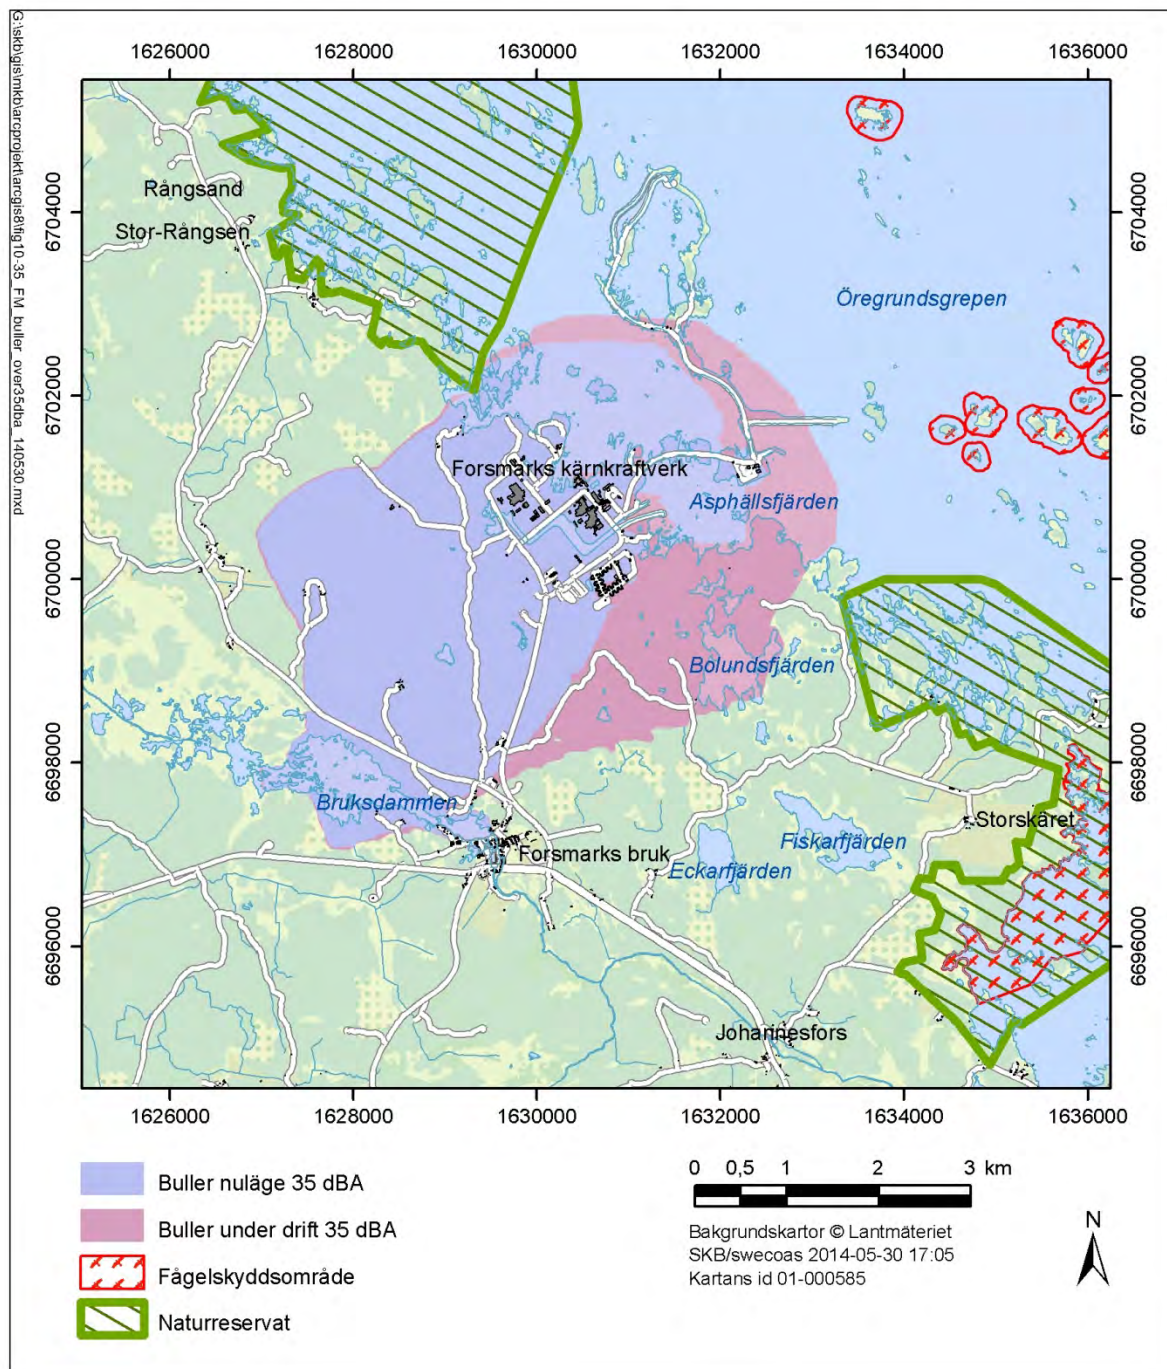 G:\skb\gis\mkb\arcprojekt\arcgis8\fig10-35_FM_buller_over35dba_140530.mxd
1626000 1628000 1630000 1632000 1634000 1636000
6704000 6704000
Rångsand
Stor-Rångsen
Öregrundsgrepen
6702000 6702000
Forsmarks kärnkraftverk
Asphällsfjärden
6700000 6700000
Bolundsfjärden
6698000 6698000
Bruksdammen
Storskäret
Fiskarfjärden
Forsmarks bruk
Eckarfjärden
6696000 6696000
Johannesfors
1626000 1628000 1630000 1632000 1634000 1636000
Buller nuläge 35 dBA
Buller under drift 35 dBA
Fågelskyddsområde
Naturreservat
0 0,5 1 2 3 km
Bakgrundskartor © Lantmäteriet
SKB/swecoas 2014-05-30 17:05
Kartans id 01-000585
N